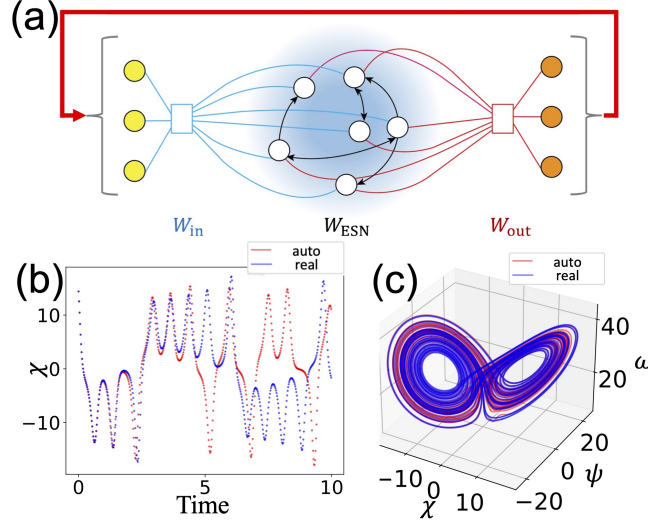 (a)
W_in W_ESN W_out
(b)
auto
real
10
0
−10
χ
0 5 10
Time
(c)
auto
real
40
20
ω
20
0
−20
ψ
−10 0 10
χ